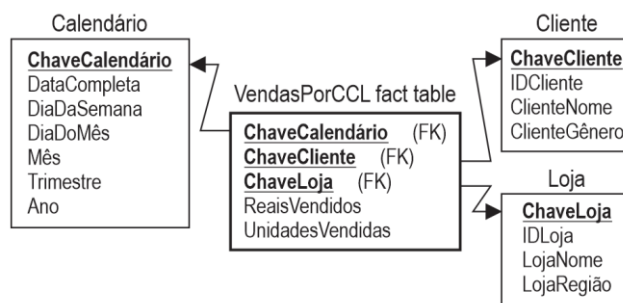 Calendário
ChaveCalendário
DataCompleta
DiaDaSemana
DiaDoMês
Mês
Trimestre
Ano
VendasPorCCL fact table
ChaveCalendário (FK)
ChaveCliente (FK)
ChaveLoja (FK)
ReaisVendidos
UnidadesVendidas
Cliente
ChaveCliente
IDCliente
ClienteNome
ClienteGênero
Loja
ChaveLoja
IDLoja
LojaNome
LojaRegião